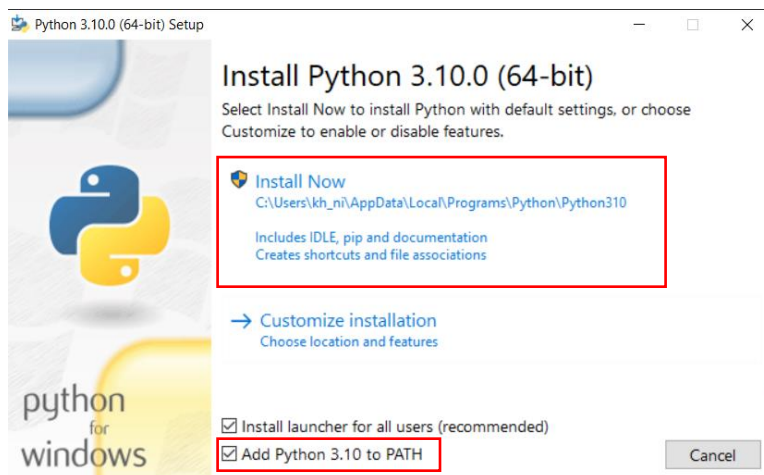 Python 3.10.0 (64-bit) Setup
Install Python 3.10.0 (64-bit)
Select Install Now to install Python with default settings, or choose
Customize to enable or disable features.
Install Now
C:\Users\kh_ni\AppData\Local\Programs\Python\Python310
Includes IDLE, pip and documentation
Creates shortcuts and file associations
Customize installation
Choose location and features
python
for
windows
Install launcher for all users (recommended)
Add Python 3.10 to PATH
Cancel